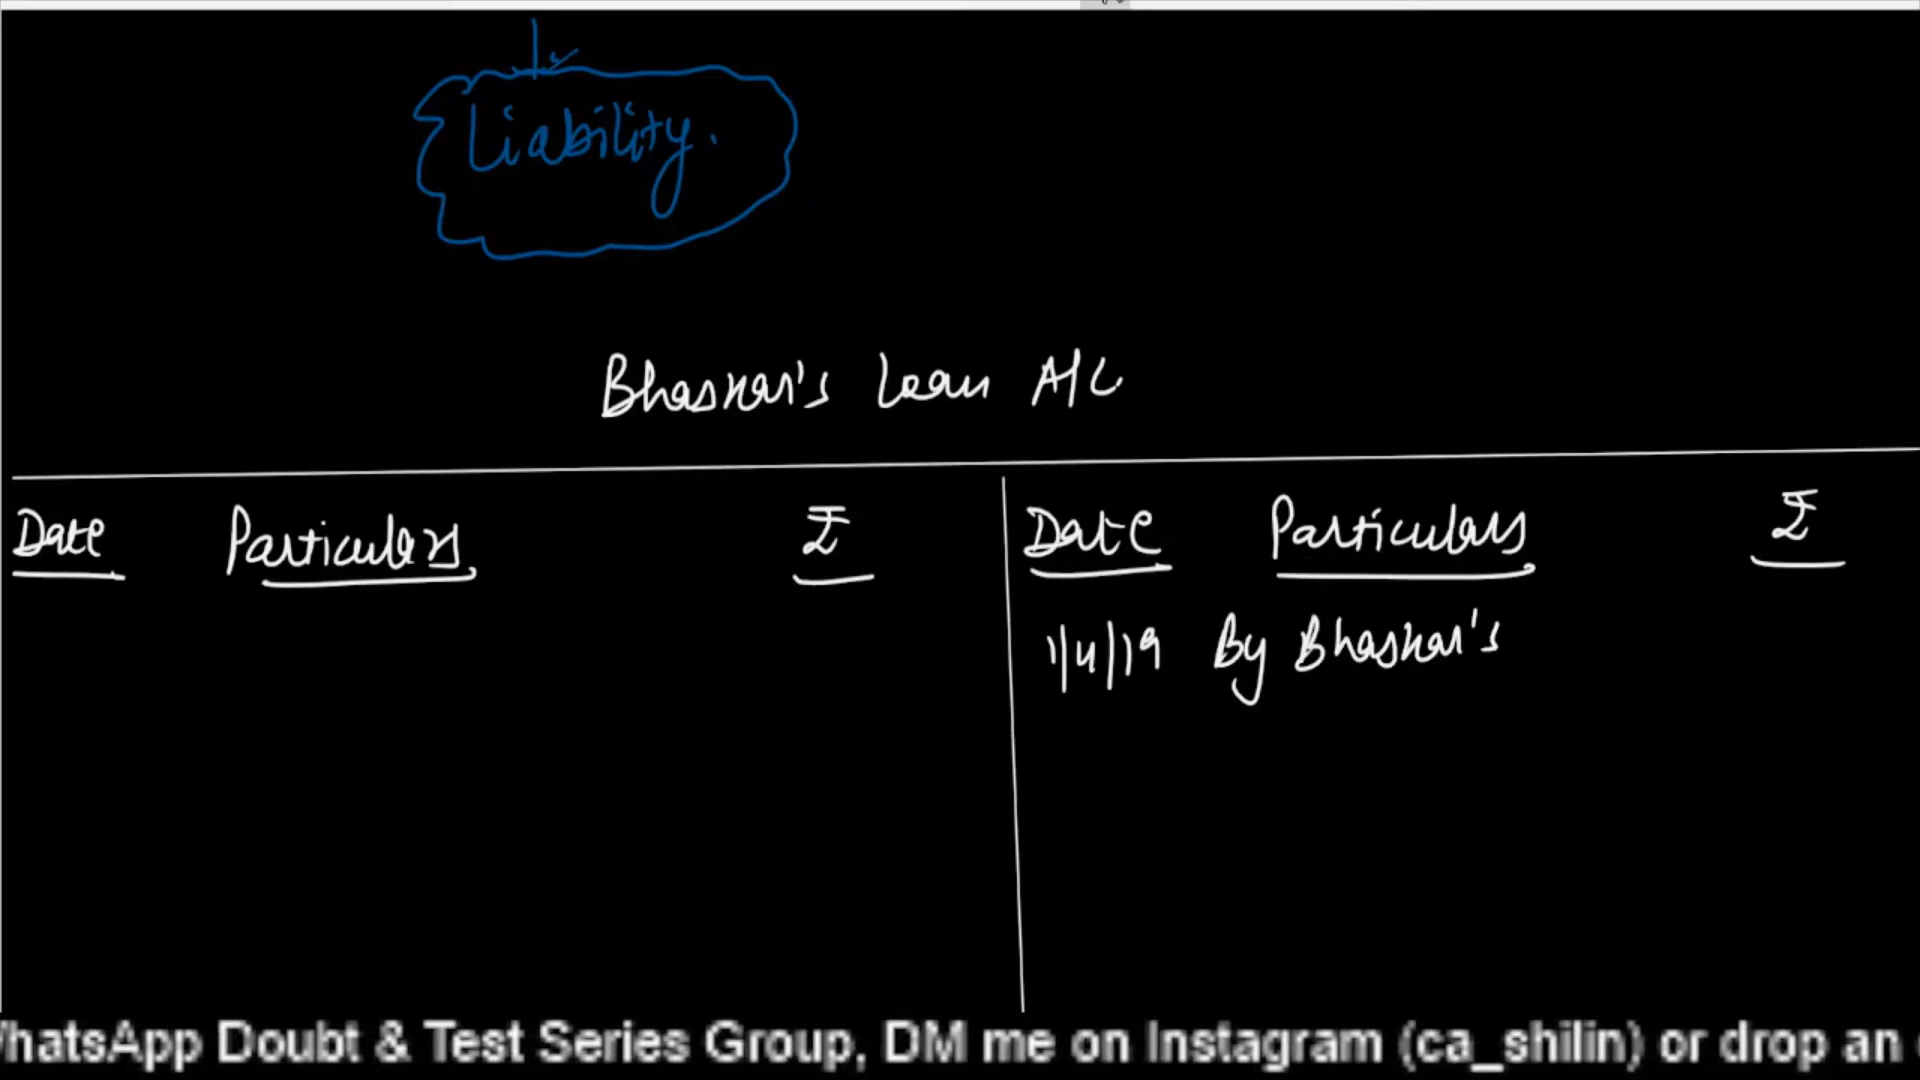 Liability.
Bhaskar's Loan A/C
Date Particulars ₹ Date Particulars ₹
1/4/19 By Bhaskar's
WhatsApp Doubt & Test Series Group, DM me on Instagram (ca_shilin) or drop an